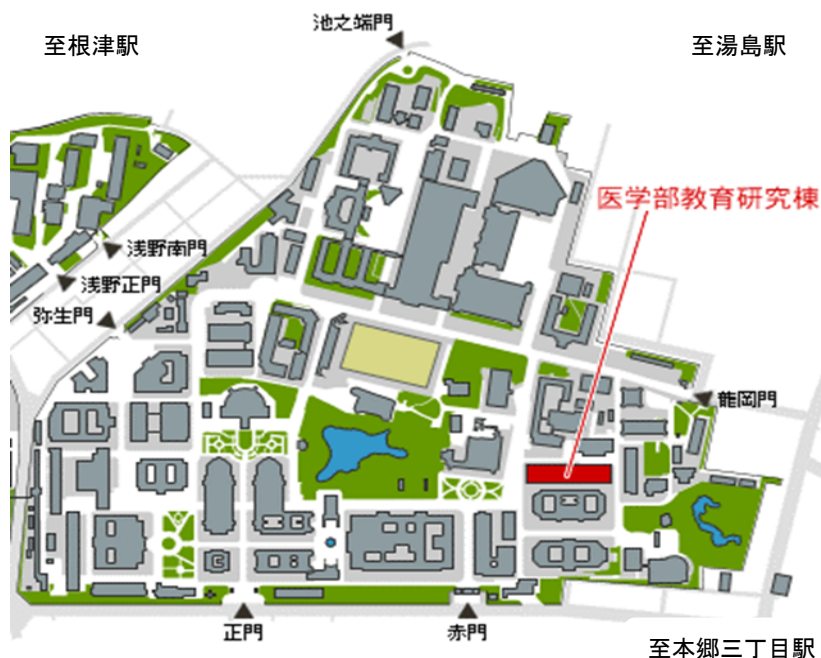 池之端門
至根津駅
至湯島駅
医学部教育研究棟
浅野南門
浅野正門
弥生門
龍岡門
正門
赤門
至本郷三丁目駅